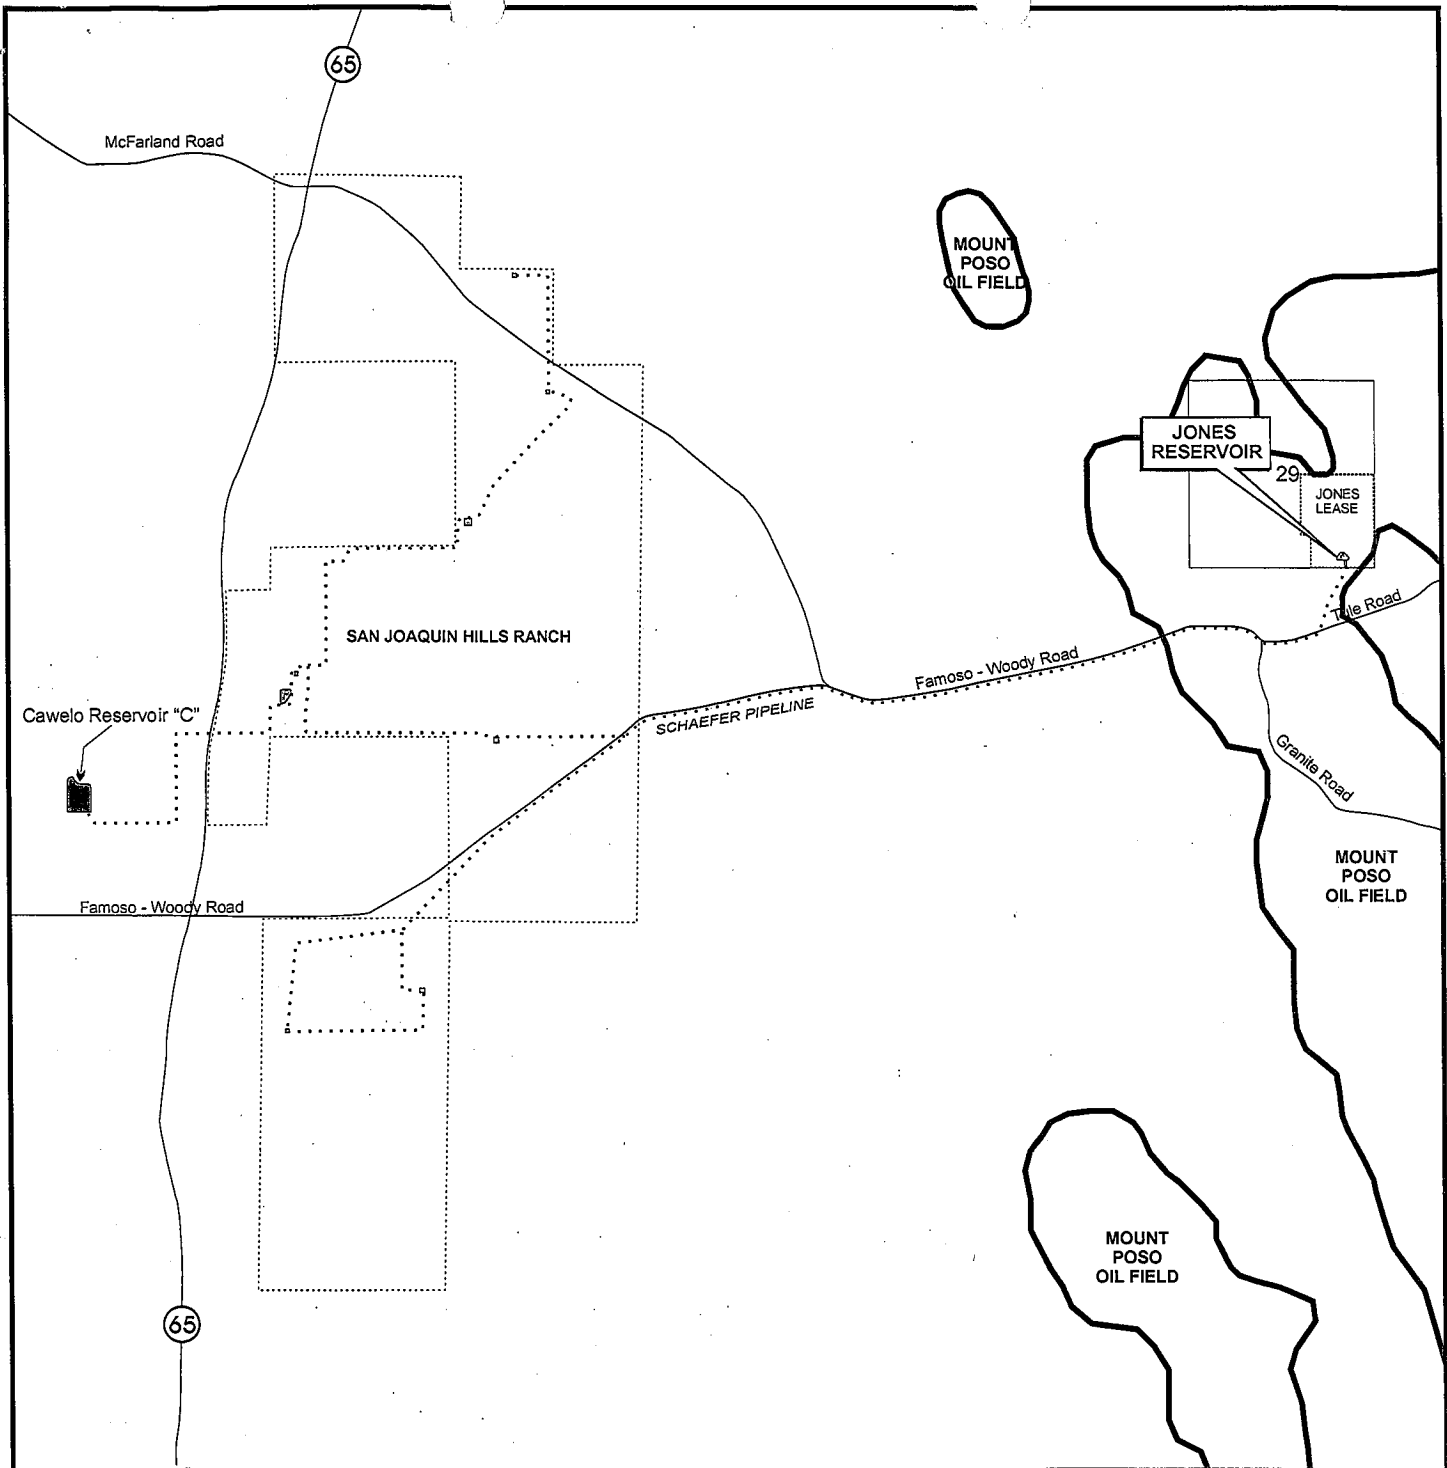 65
McFarland Road
MOUNT
POSO
OIL FIELD
JONES
RESERVOIR
29
JONES
LEASE
Tule Road
SAN JOAQUIN HILLS RANCH
Famoso - Woody Road
SCHAEFER PIPELINE
Cawelo Reservoir "C"
Granite Road
MOUNT
POSO
OIL FIELD
Famoso - Woody Road
MOUNT
POSO
OIL FIELD
65